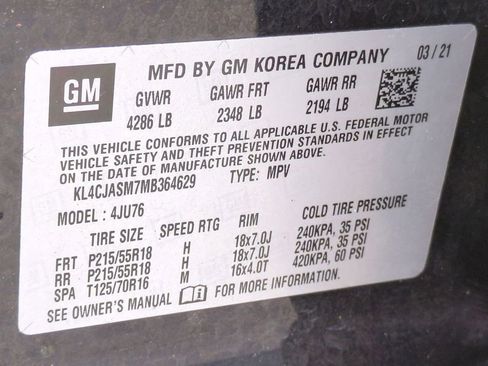 GM
MFD BY GM KOREA COMPANY 03/21
GVWR GAWR FRT GAWR RR
4286 LB 2348 LB 2194 LB
THIS VEHICLE CONFORMS TO ALL APPLICABLE U.S. FEDERAL MOTOR
VEHICLE SAFETY AND THEFT PREVENTION STANDARDS IN EFFECT
ON THE DATE OF MANUFACTURE SHOWN ABOVE.
KL4CJASM7MB364629 TYPE: MPV
MODEL : 4JU76
TIRE SIZE SPEED RTG RIM COLD TIRE PRESSURE
FRT P215/55R18 H 18x7.0J 240KPA, 35 PSI
RR P215/55R18 H 18x7.0J 240KPA, 35 PSI
SPA T125/70R16 M 16x4.0T 420KPA, 60 PSI
SEE OWNER'S MANUAL FOR MORE INFORMATION.